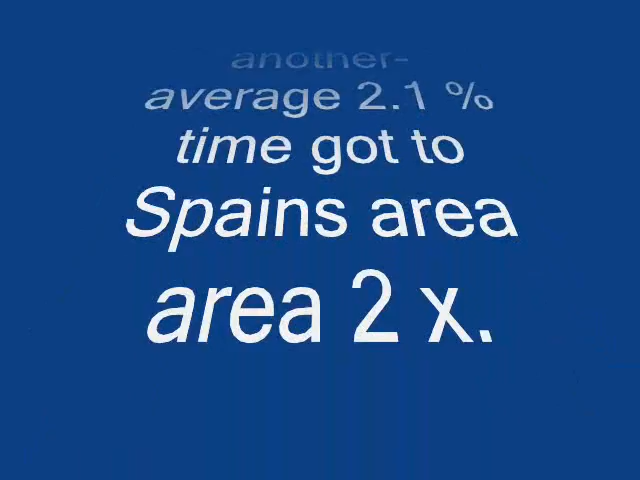 another-
average 2.1 %
time got to
Spains area
area 2 x.